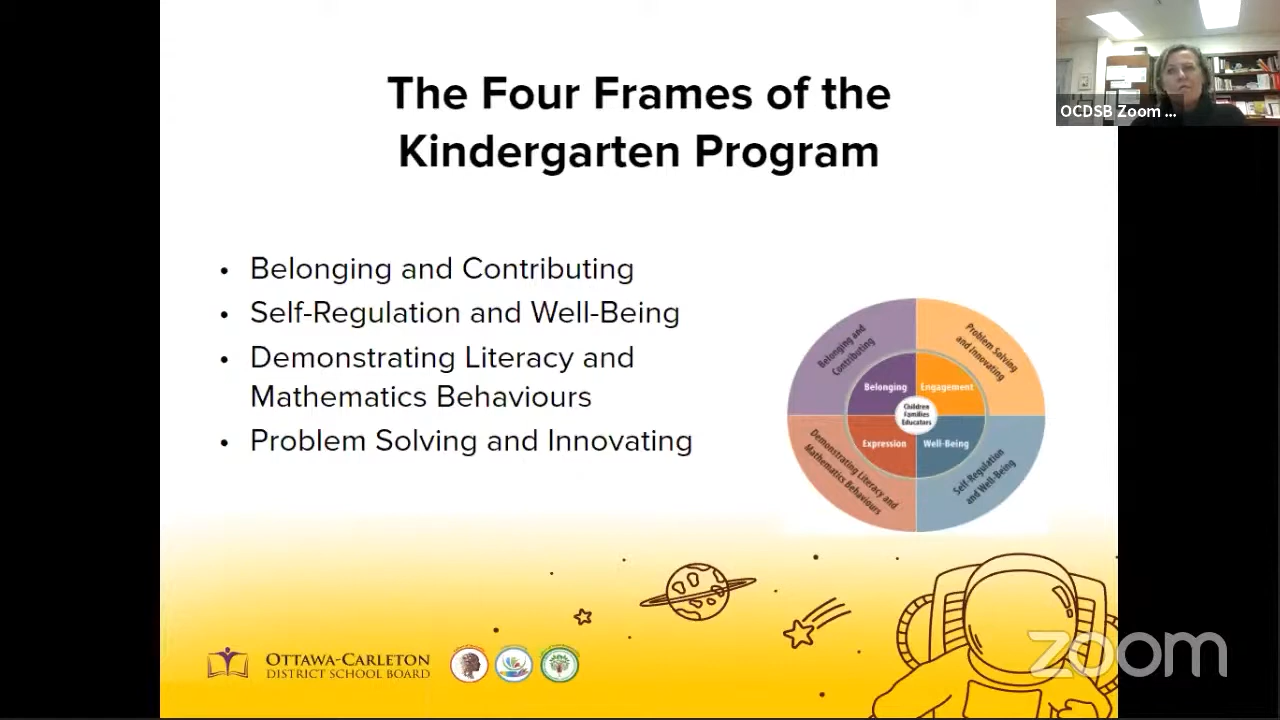 The Four Frames of the
Kindergarten Program
OCDSB Zoom ...
• Belonging and Contributing
• Self-Regulation and Well-Being
• Demonstrating Literacy and
Mathematics Behaviours
• Problem Solving and Innovating
Belonging and
Contributing
Problem Solving
and Innovating
Belonging
Engagement
Children
Families
Educators
Expression
Well-Being
Demonstrating Literacy and
Mathematics Behaviours
Self-Regulation
and Well-Being
OTTAWA-CARLETON
DISTRICT SCHOOL BOARD
zoom